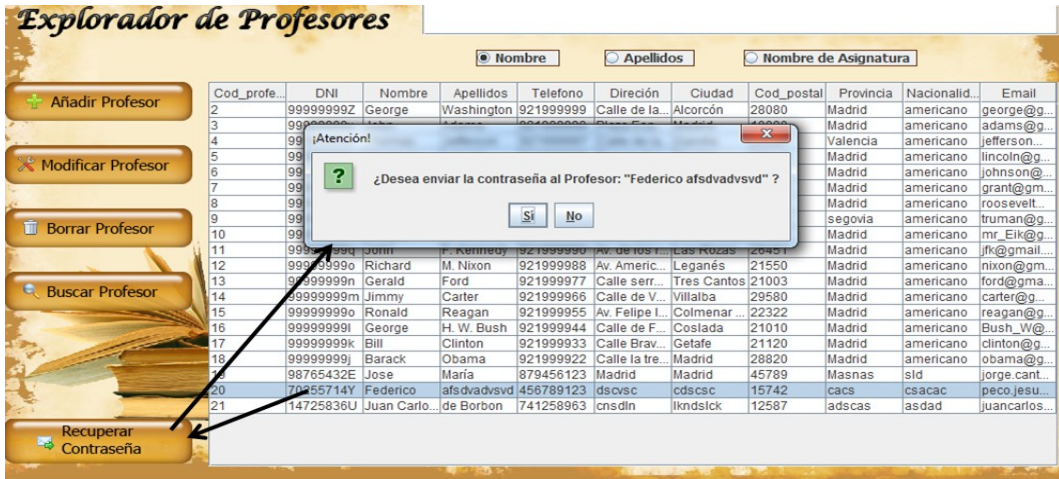 Explorador de Profesores
Nombre Apellidos Nombre de Asignatura
Añadir Profesor
Modificar Profesor
Borrar Profesor
Buscar Profesor
Recuperar
Contraseña
Cod_profe... DNI Nombre Apellidos Telefono Direción Ciudad Cod_postal Provincia Nacionalid... Email
2 99999999Z George Washington 921999999 Calle de la... Alcorcón 28080 Madrid americano george@g...
3 Madrid americano adams@g...
4 Valencia americano jefferson...
5 Madrid americano lincoln@g...
6 Madrid americano johnson@...
7 Madrid americano grant@gm...
8 Madrid americano roosevelt...
9 segovia americano truman@g...
10 Madrid americano mr_Eik@g...
11 John F. Kennedy 921999990 Las Rozas 26451 Madrid americano jfk@gmail....
12 99999999o Richard M. Nixon 921999988 Av. Americ... Leganés 21550 Madrid americano nixon@gm...
13 99999999n Gerald Ford 921999977 Calle serr... Tres Cantos 21003 Madrid americano ford@gma...
14 99999999m Jimmy Carter 921999966 Calle de V... Villalba 29580 Madrid americano carter@g...
15 99999999o Ronald Reagan 921999955 Av. Felipe I... Colmenar ... 22322 Madrid americano reagan@g...
16 99999999l George H. W. Bush 921999944 Calle de F... Coslada 21010 Madrid americano Bush_W@...
17 99999999k Bill Clinton 921999933 Calle Brav... Getafe 21120 Madrid americano clinton@g...
18 99999999j Barack Obama 921999922 Calle la tre... Madrid 28820 Madrid americano obama@g...
19 98765432E Jose María 879456123 Madrid Madrid 45789 Masnas sld americano jorge.cant...
20 70255714Y Federico afsdvadvsvd 456789123 dscvsc cdscsc 15742 cacs csacac peco.jesu...
21 14725836U Juan Carlo... de Borbon 741258963 cnsdln lkndslck 12587 adscas asdad juancarlos...
¡Atención!
¿Desea enviar la contraseña al Profesor: "Federico afsdvadvsvd" ?
Sí No